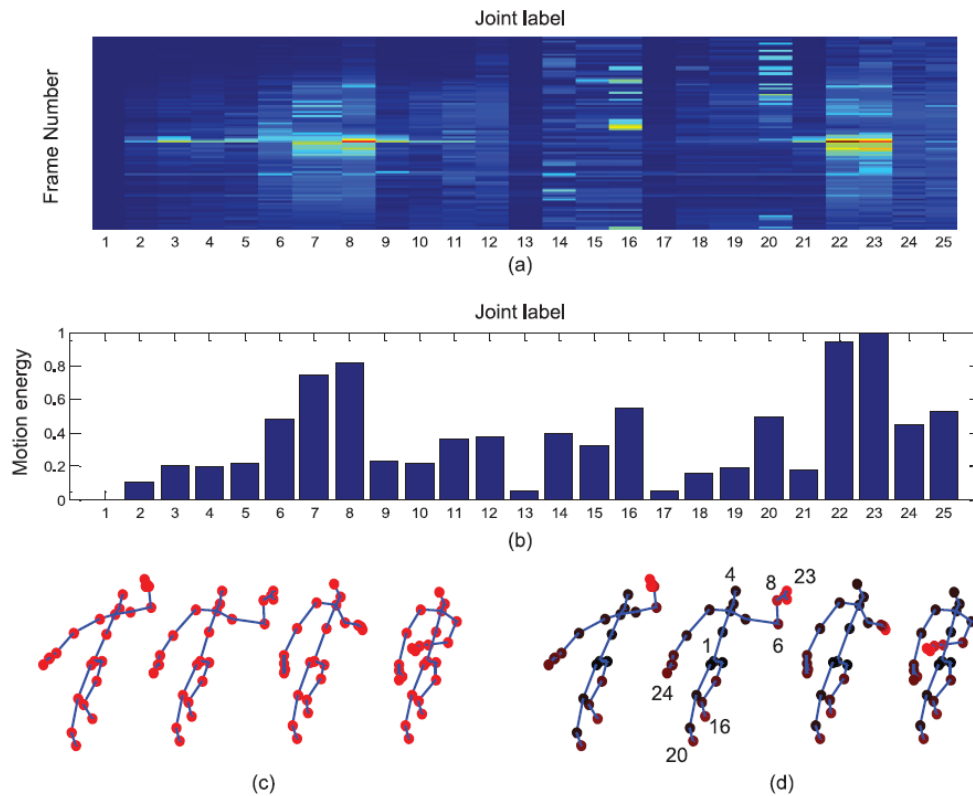 Joint label
Frame Number
1 2 3 4 5 6 7 8 9 10 11 12 13 14 15 16 17 18 19 20 21 22 23 24 25
(a)
Joint label
Motion energy
1
0.8
0.6
0.4
0.2
0
1 2 3 4 5 6 7 8 9 10 11 12 13 14 15 16 17 18 19 20 21 22 23 24 25
(b)
4
8
23
1
6
24
16
20
(c)
(d)